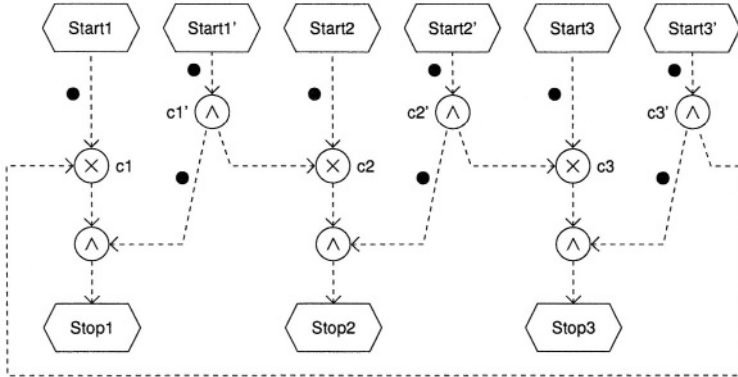 Start1 Start1' Start2 Start2' Start3 Start3'
c1' c2' c3'
c1 c2 c3
Stop1 Stop2 Stop3